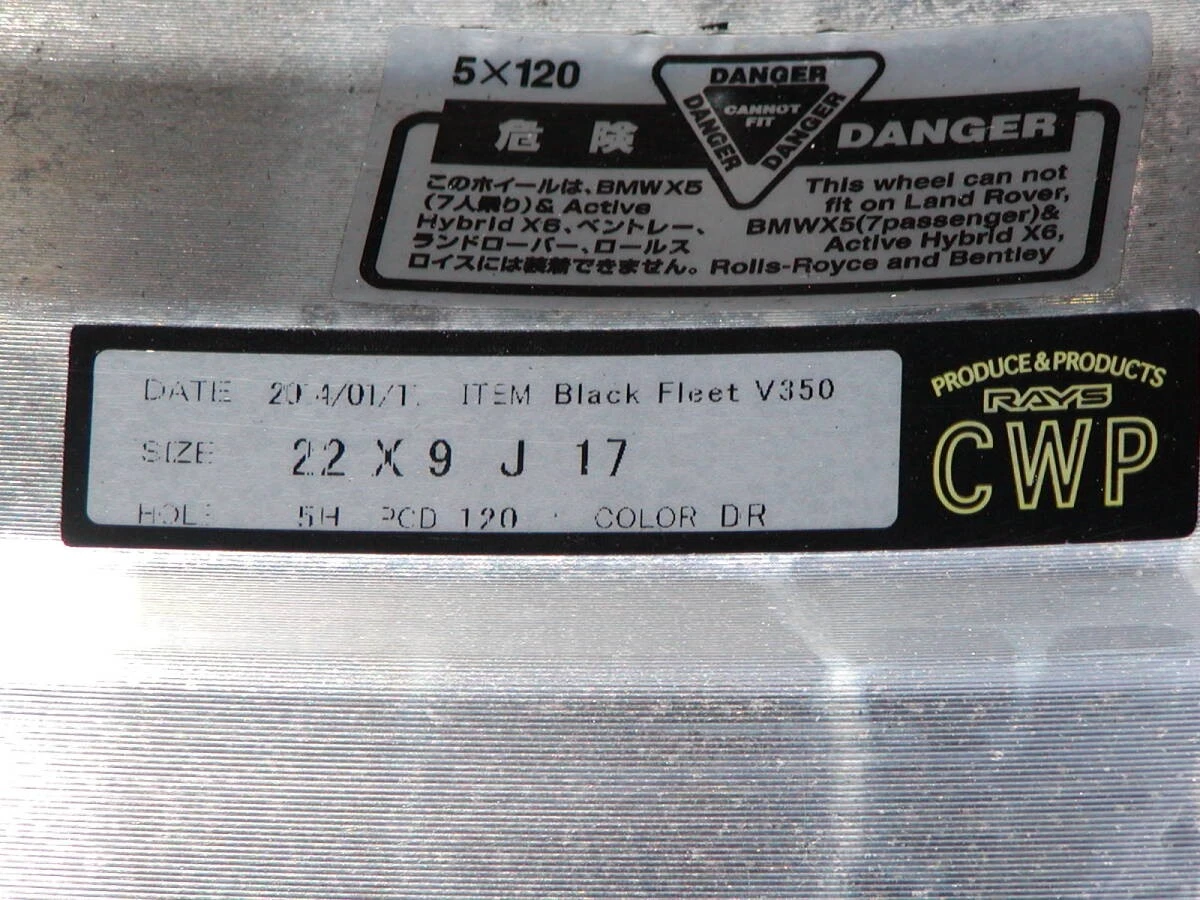 5×120
DANGER
DANGER
DANGER
CANNOT
FIT
危険
DANGER
このホイールは、BMWX5
(7人乗り)& Active
Hybrid X6、ベントレー、
ランドローバー、ロールス
ロイスには装着できません。
This wheel can not
fit on Land Rover,
BMWX5(7passenger)&
Active Hybrid X6,
Rolls-Royce and Bentley
DATE ITEM Black Fleet V350
SIZE 22 X 9 J 17
HOLE 5H PCD 120 COLOR DR
PRODUCE & PRODUCTS
RAYS
CWP